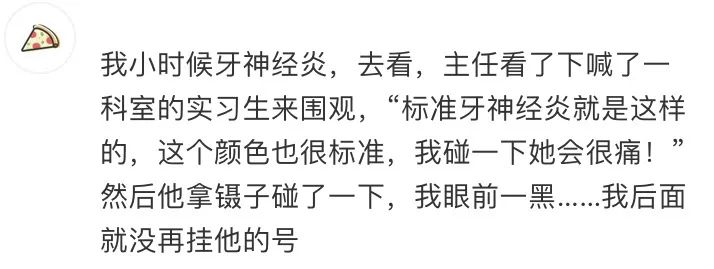 我小时候牙神经炎，去看，主任看了下喊了一
科室的实习生来围观，“标准牙神经炎就是这样
的，这个颜色也很标准，我碰一下她会很痛！”
然后他拿镊子碰了一下，我眼前一黑……我后面
就没再挂他的号